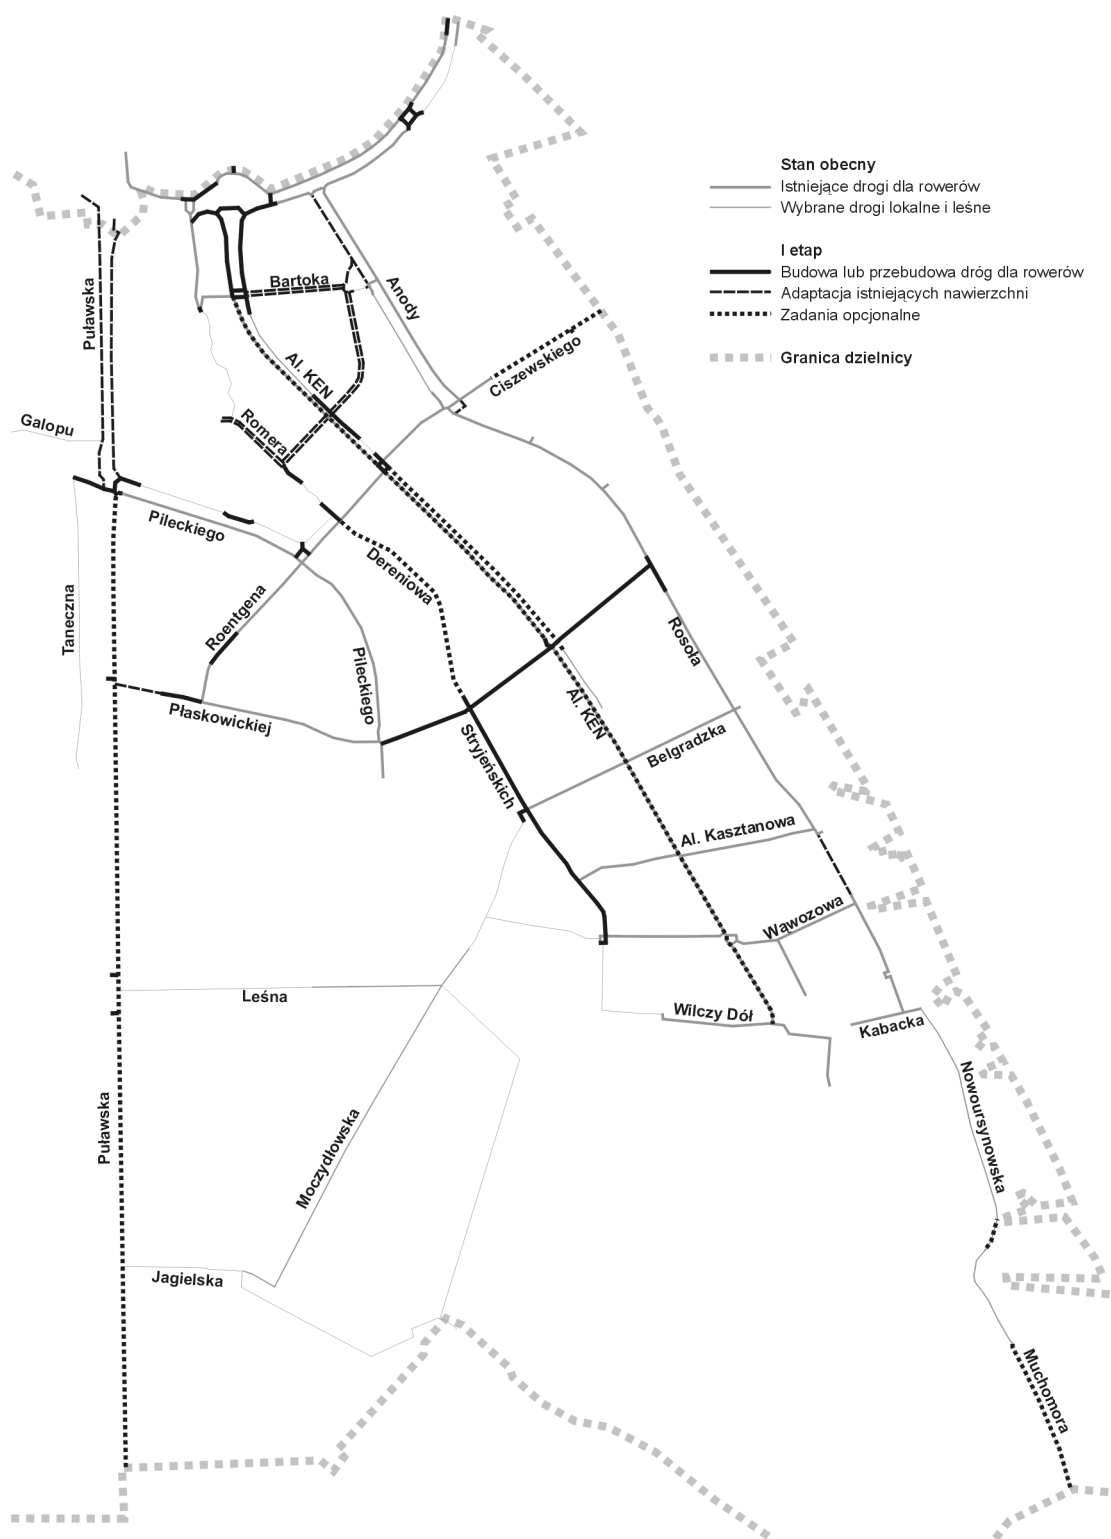 Stan obecny
Istniejące drogi dla rowerów
Wybrane drogi lokalne i leśne
I etap
Budowa lub przebudowa dróg dla rowerów
Adaptacja istniejących nawierzchni
Zadania opcjonalne
Granica dzielnicy
Puławska
Bartoka
Anody
Al. KEN
Ciszewskiego
Galopu
Romera
Pileckiego
Dereniowa
Taneczna
Roentgena
Rosoła
Pileckiego
Płaskowickiej
Al. KEN
Stryjeńskich
Belgradzka
Al. Kasztanowa
Wąwozowa
Leśna
Wilczy Dół
Kabacka
Puławska
Moczydłowska
Nowoursynowska
Jagielska
Muchomora